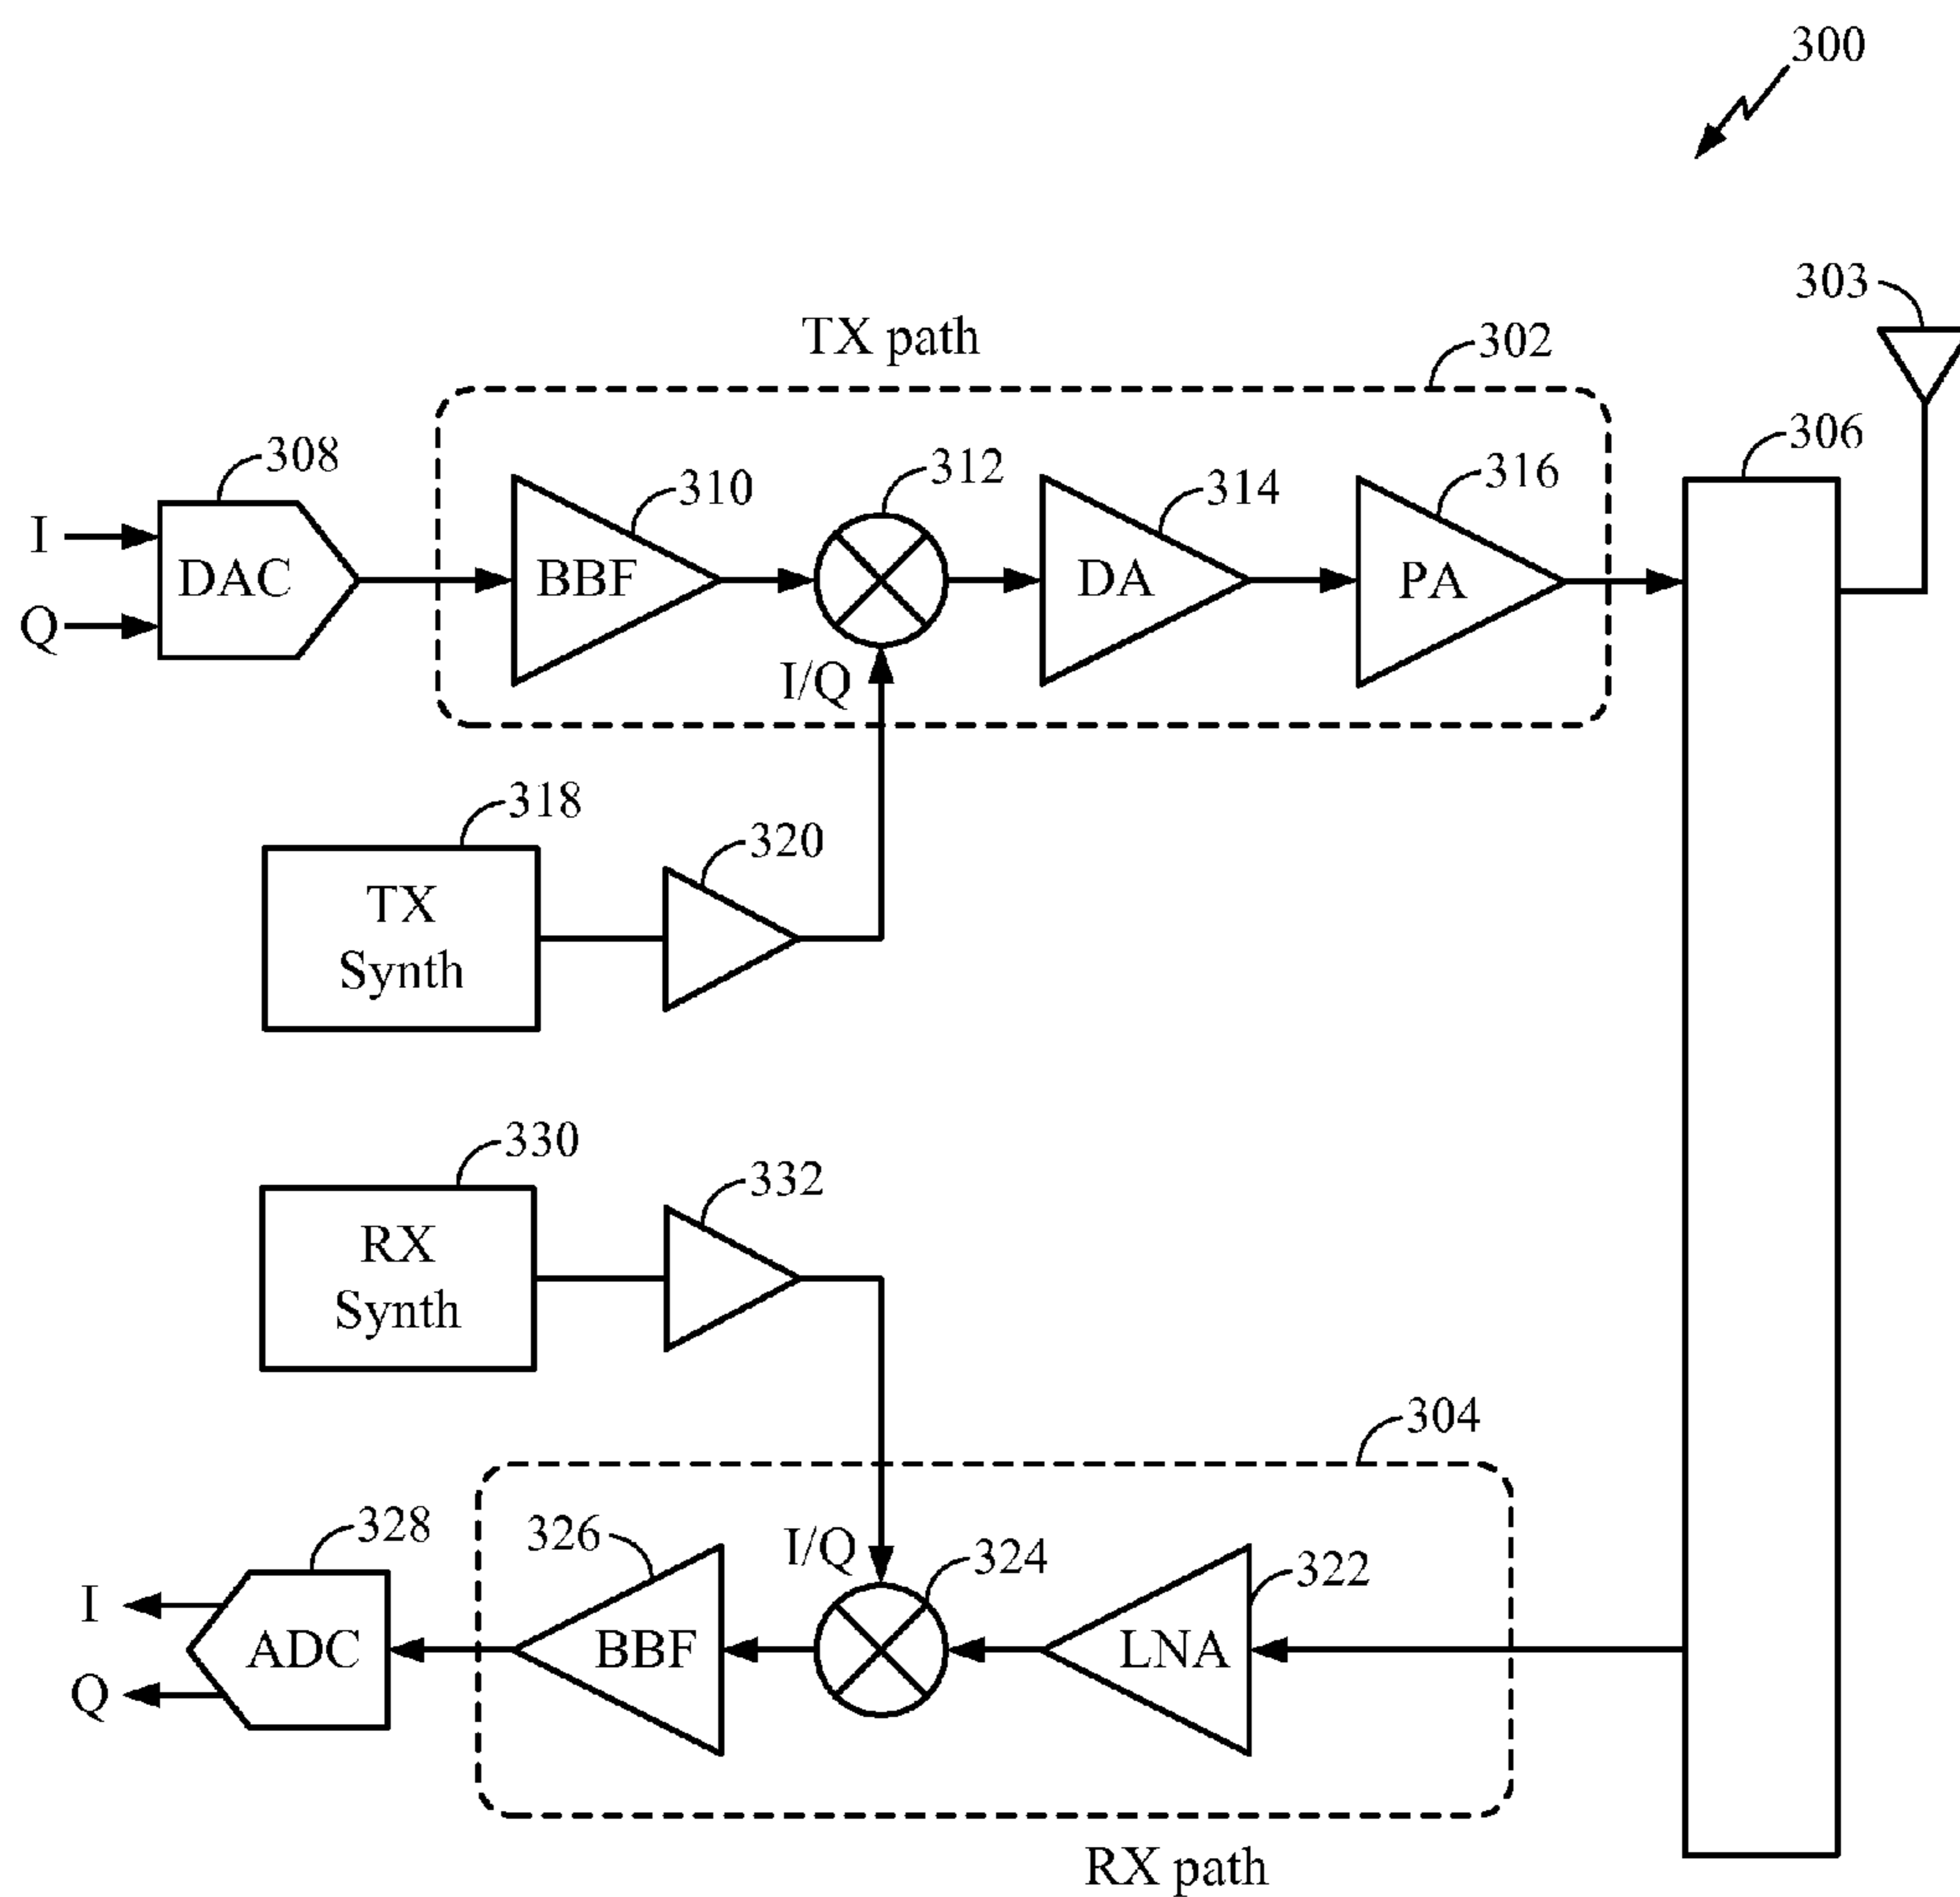 300
303
TX path
302
306
308
310
312
314
316
I
DAC
BBF
DA
PA
Q
I/Q
318
320
TX
Synth
330
332
RX
Synth
304
328
326
I/Q
324
322
I
ADC
BBF
LNA
Q
RX path